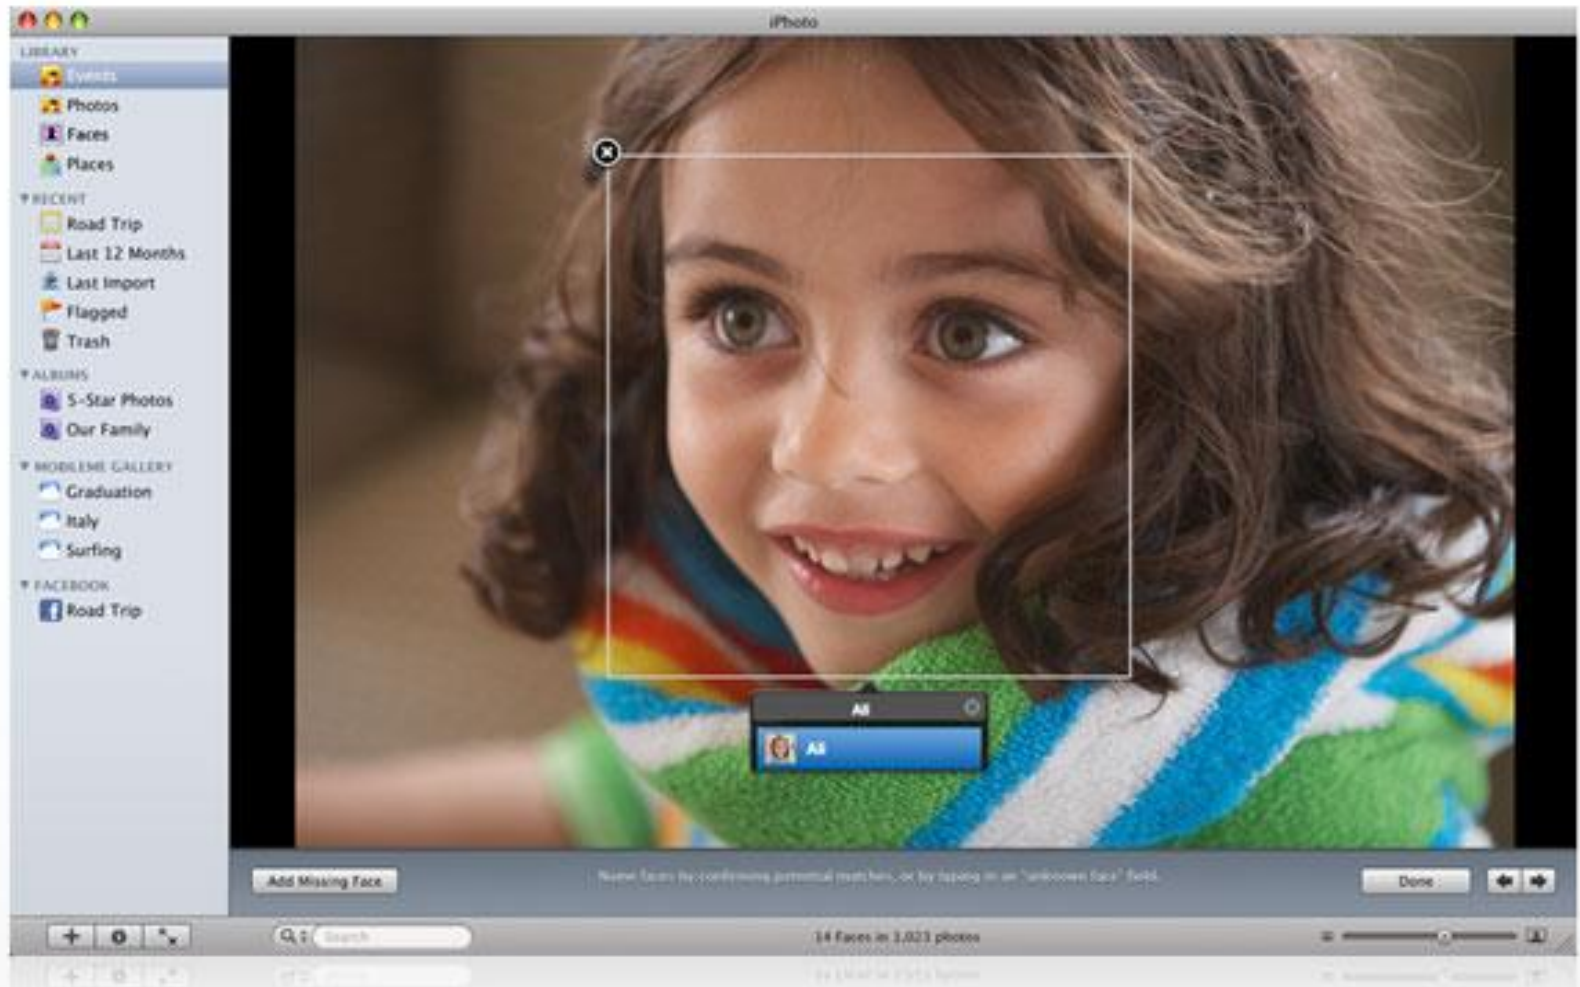 iPhoto
LIBRARY
Events
Photos
Faces
Places
RECENT
Road Trip
Last 12 Months
Last Import
Flagged
Trash
ALBUMS
5-Star Photos
Our Family
MOBILEME GALLERY
Graduation
Italy
Surfing
FACEBOOK
Road Trip
Ali
Ali
Add Missing Face
Name faces by confirming potential matches, or by typing in an "unknown face" field.
Done
Search
14 Faces in 3,023 photos